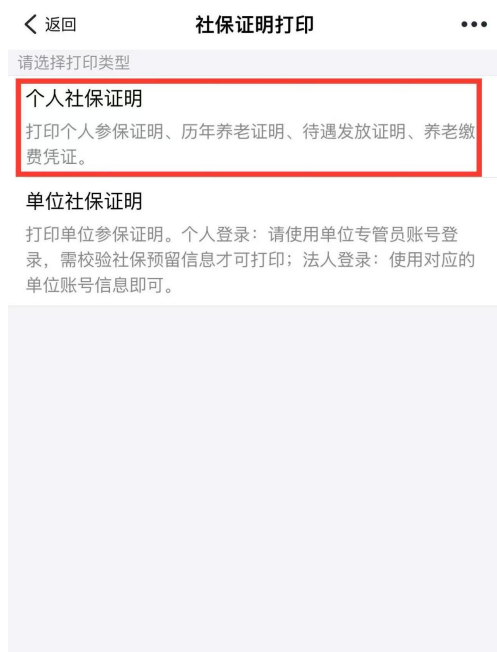 返回
社保证明打印
请选择打印类型
个人社保证明
打印个人参保证明、历年养老证明、待遇发放证明、养老缴
费凭证。
单位社保证明
打印单位参保证明。个人登录：请使用单位专管员账号登
录，需校验社保预留信息才可打印；法人登录：使用对应的
单位账号信息即可。